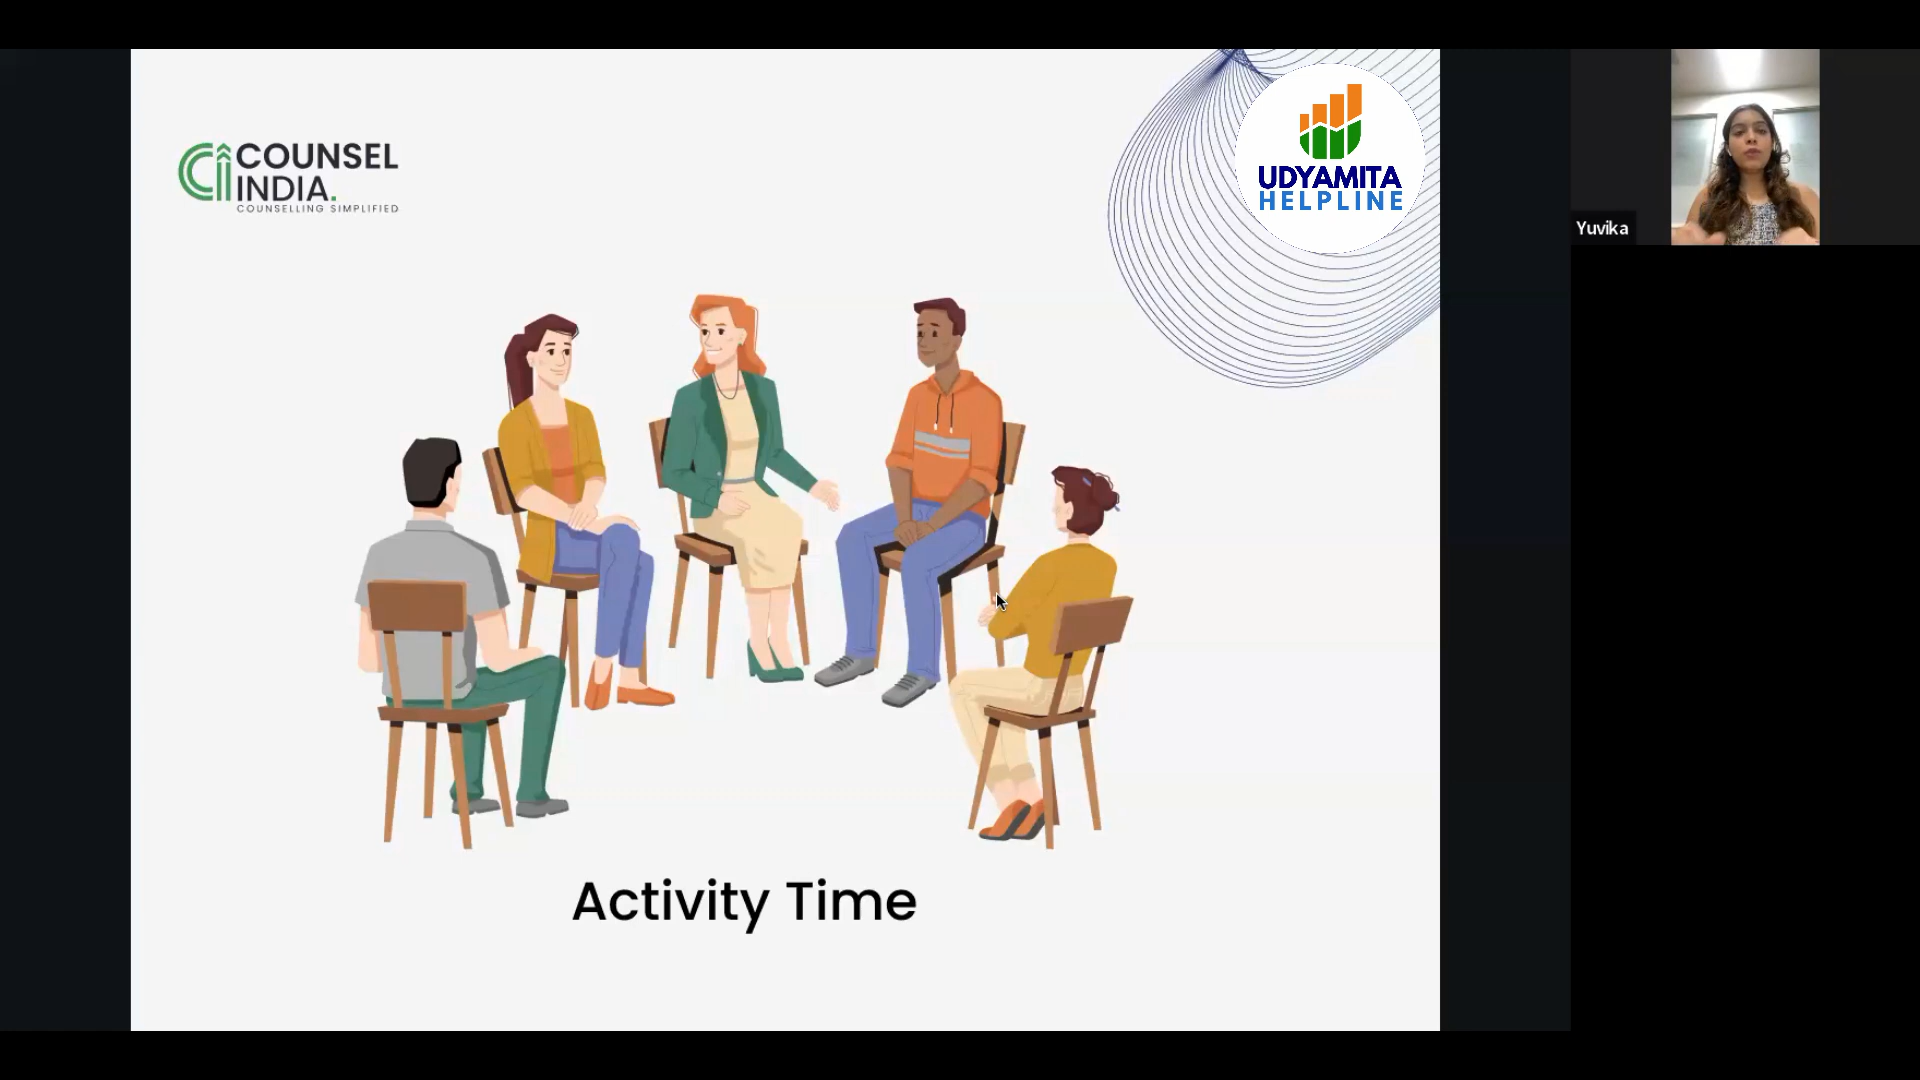 COUNSEL
INDIA.
COUNSELLING SIMPLIFIED
UDYAMITA
HELPLINE
Yuvika
Activity Time